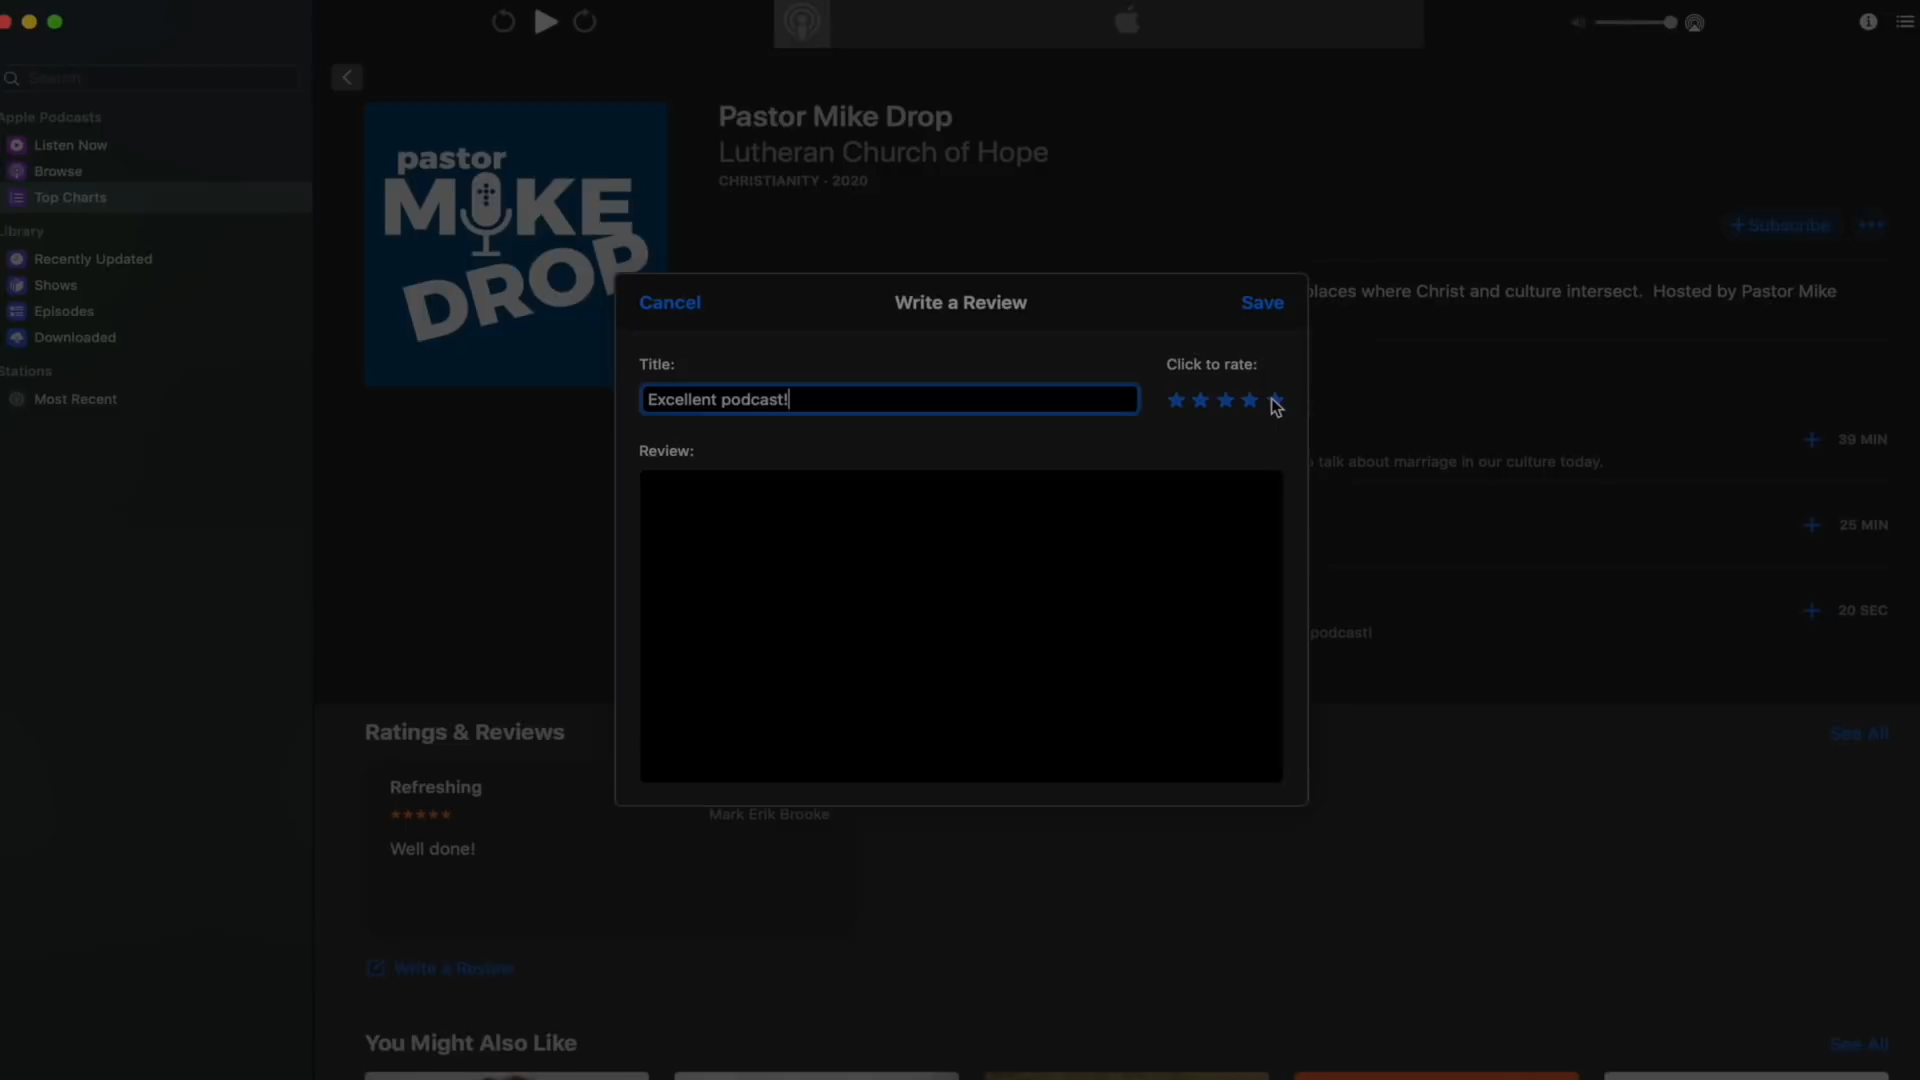 Search
Apple Podcasts
Listen Now
Browse
Top Charts
Library
Recently Updated
Shows
Episodes
Downloaded
Stations
Most Recent
pastor
MIKE
DROP
Pastor Mike Drop
Lutheran Church of Hope
CHRISTIANITY • 2020
+ Subscribe
places where Christ and culture intersect. Hosted by Pastor Mike
Cancel
Write a Review
Save
Title:
Click to rate:
Excellent podcast!
Review:
39 MIN
talk about marriage in our culture today.
25 MIN
20 SEC
podcast!
Ratings & Reviews
See All
Refreshing
Mark Erik Brooke
Well done!
Write a Review
You Might Also Like
See All